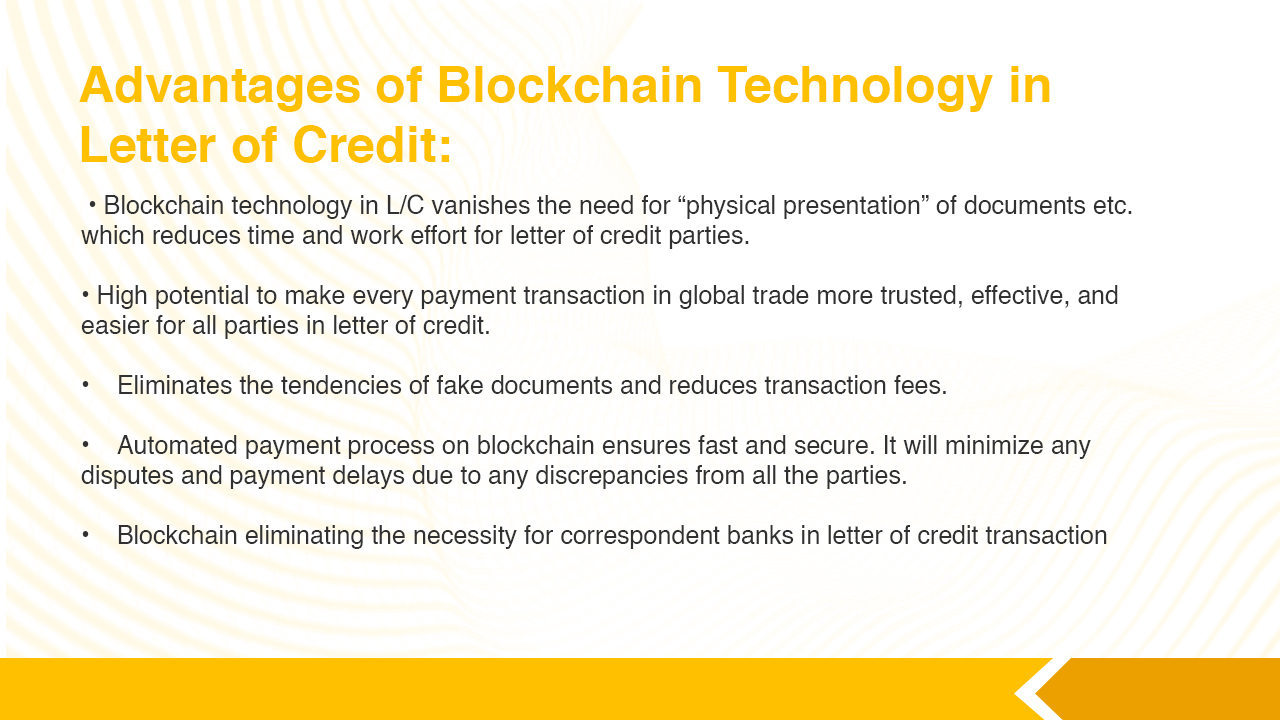 Advantages of Blockchain Technology in
Letter of Credit:
• Blockchain technology in L/C vanishes the need for “physical presentation” of documents etc.
which reduces time and work effort for letter of credit parties.
• High potential to make every payment transaction in global trade more trusted, effective, and
easier for all parties in letter of credit.
• Eliminates the tendencies of fake documents and reduces transaction fees.
• Automated payment process on blockchain ensures fast and secure. It will minimize any
disputes and payment delays due to any discrepancies from all the parties.
• Blockchain eliminating the necessity for correspondent banks in letter of credit transaction